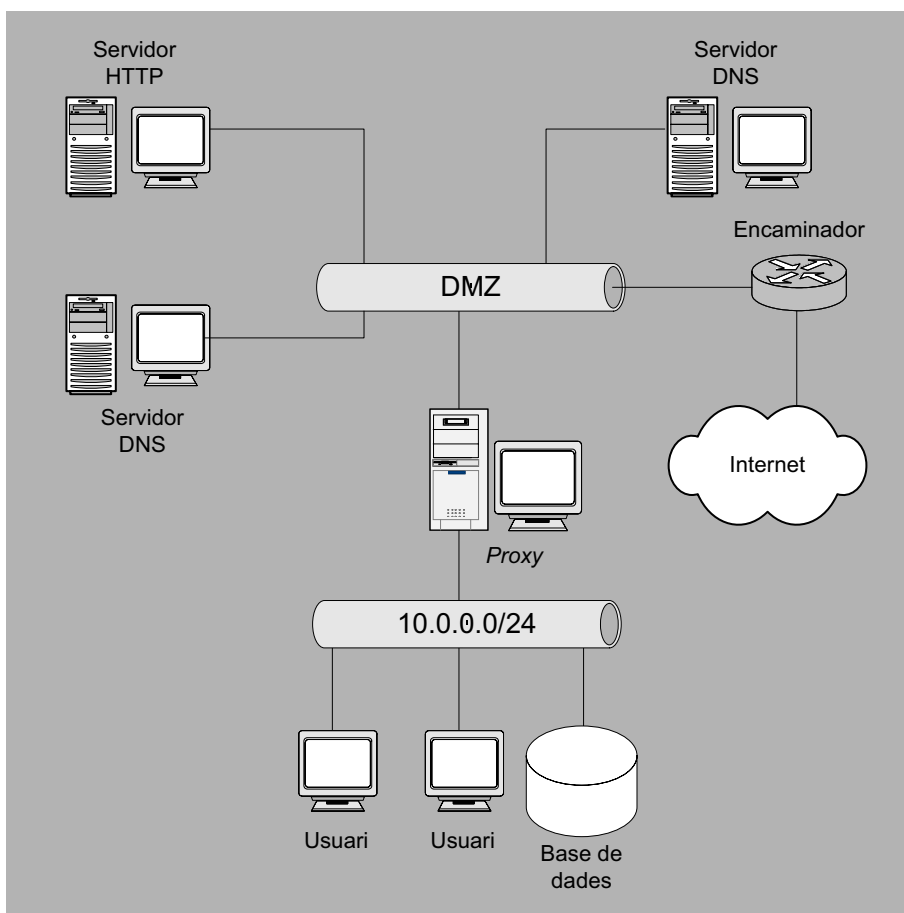 Servidor
HTTP
Servidor
DNS
Encaminador
DMZ
Servidor
DNS
Internet
Proxy
10.0.0.0/24
Usuari
Usuari
Base de
dades